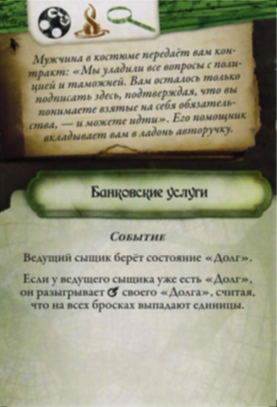 Мужчина в костюме передаёт вам кон-
тракт: «Мы уладили все вопросы с поли-
цией и таможней. Вам осталось только
подписать здесь, подтверждая, что вы
понимаете взятые на себя обязатель-
ства, — и можете идти». Его помощник
вкладывает вам в ладонь авторучку.
Банковские услуги
Событие
Ведущий сыщик берёт состояние «Долг».
Если у ведущего сыщика уже есть «Долг»,
он разыгрывает своего «Долга», считая,
что на всех бросках выпадают единицы.